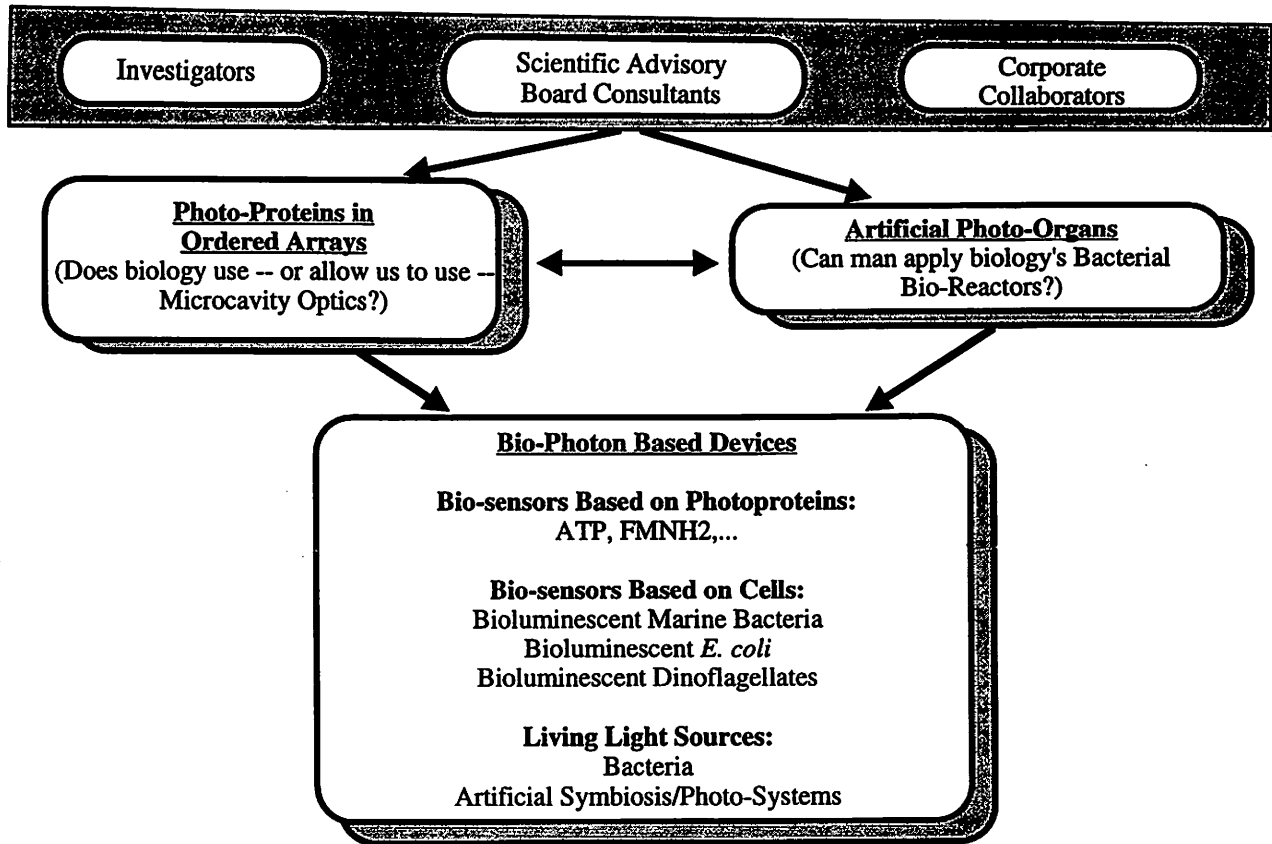 Investigators
Scientific Advisory
Board Consultants
Corporate
Collaborators
Photo-Proteins in
Ordered Arrays
(Does biology use -- or allow us to use --
Microcavity Optics?)
Artificial Photo-Organs
(Can man apply biology's Bacterial
Bio-Reactors?)
Bio-Photon Based Devices
Bio-sensors Based on Photoproteins:
ATP, FMNH2,...
Bio-sensors Based on Cells:
Bioluminescent Marine Bacteria
Bioluminescent E. coli
Bioluminescent Dinoflagellates
Living Light Sources:
Bacteria
Artificial Symbiosis/Photo-Systems